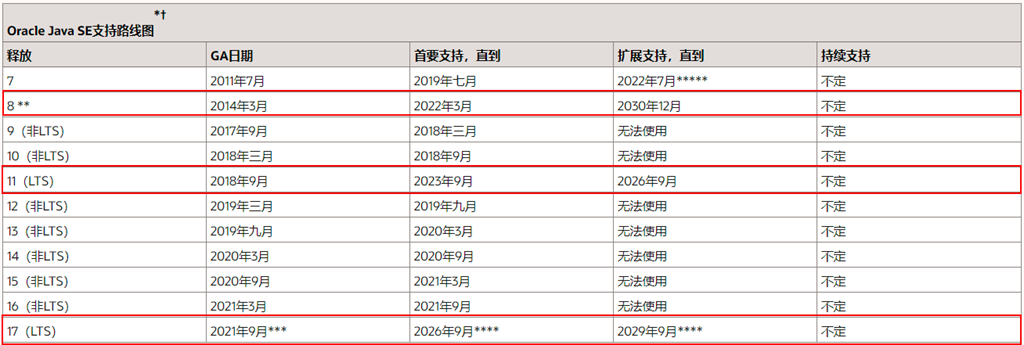 *†
Oracle Java SE支持路线图
释放 GA日期 首要支持，直到 扩展支持，直到 持续支持
7 2011年7月 2019年七月 2022年7月***** 不定
8 ** 2014年3月 2022年3月 2030年12月 不定
9（非LTS） 2017年9月 2018年三月 无法使用 不定
10（非LTS） 2018年三月 2018年9月 无法使用 不定
11（LTS） 2018年9月 2023年9月 2026年9月 不定
12（非LTS） 2019年三月 2019年九月 无法使用 不定
13（非LTS） 2019年九月 2020年3月 无法使用 不定
14（非LTS） 2020年3月 2020年9月 无法使用 不定
15（非LTS） 2020年9月 2021年3月 无法使用 不定
16（非LTS） 2021年3月 2021年9月 无法使用 不定
17（LTS） 2021年9月*** 2026年9月**** 2029年9月**** 不定